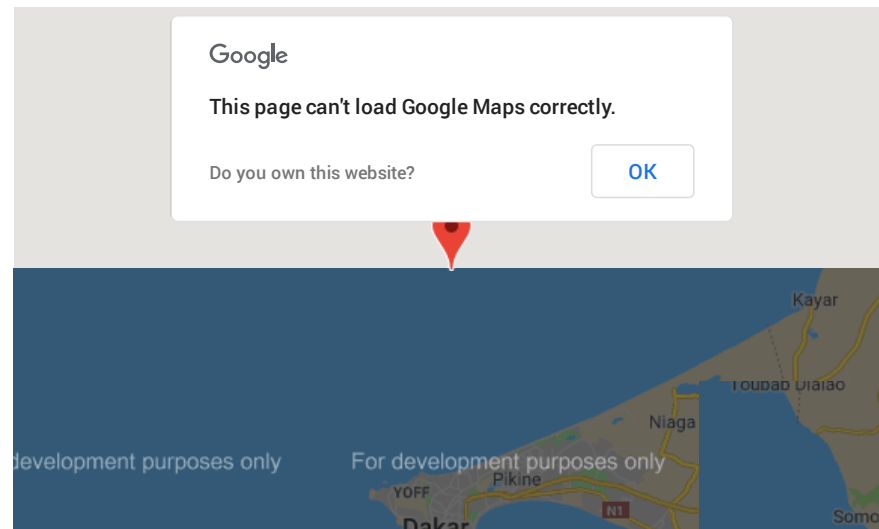 Google
This page can't load Google Maps correctly.
Do you own this website?
OK
Kayar
Toubab Dialao
Niaga
development purposes only
For development purposes only
Pikine
YOFF
N1
Somo
Dakar